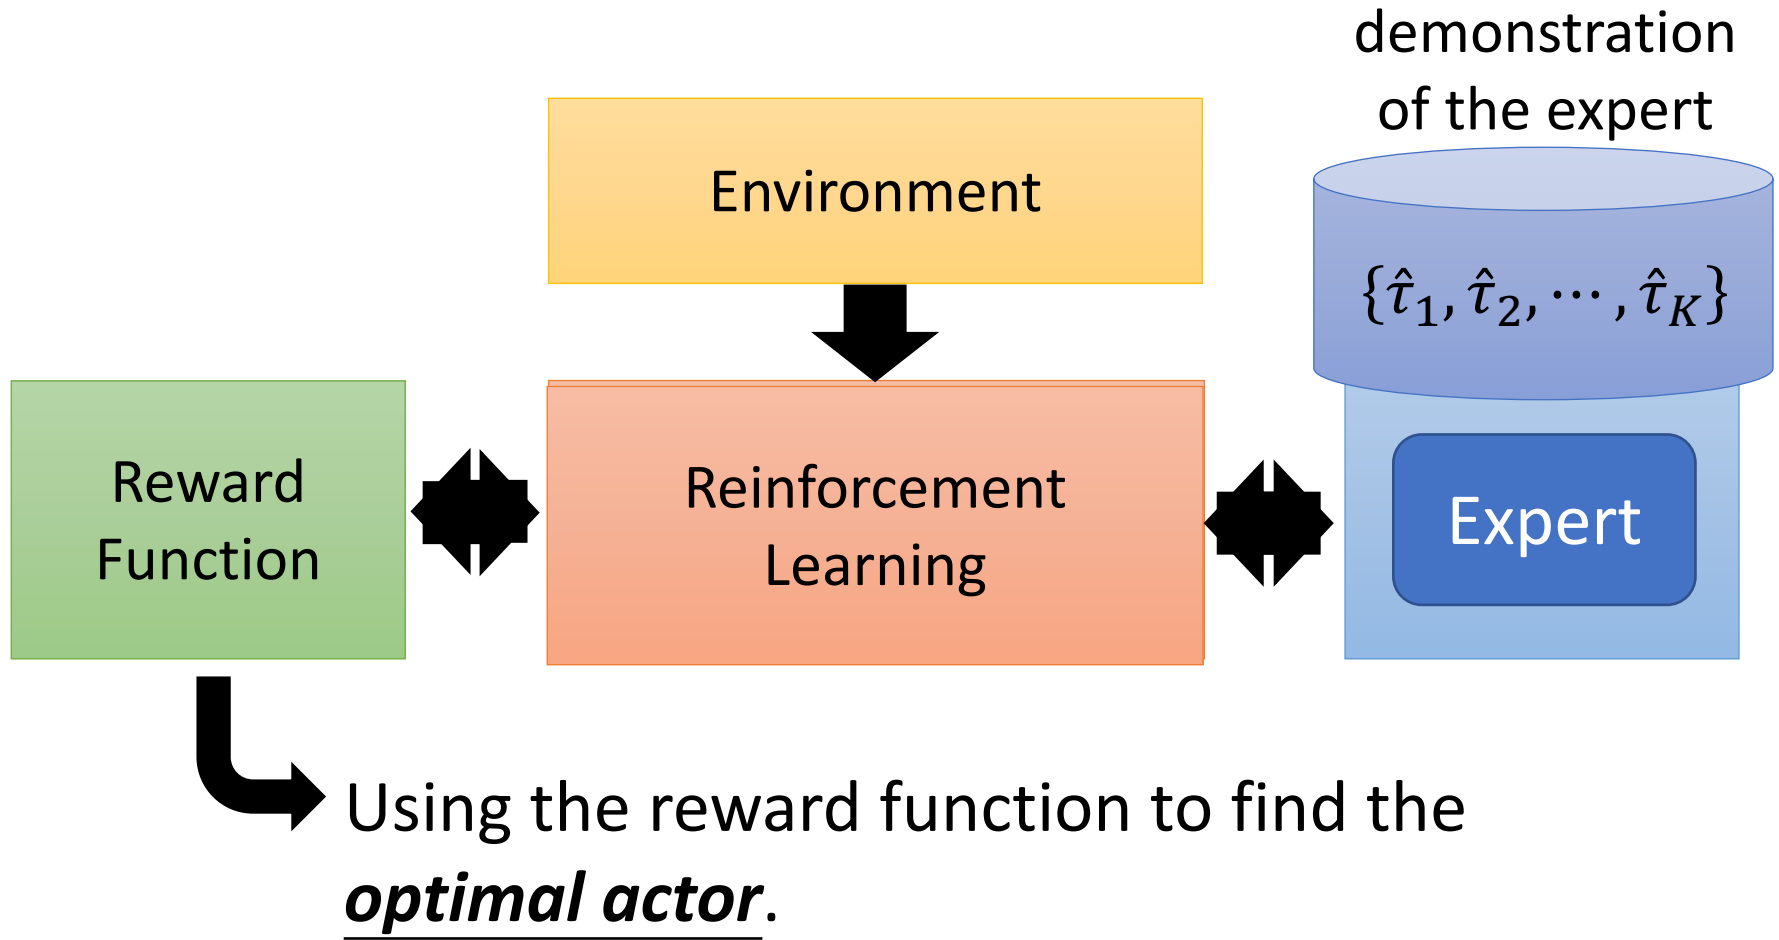 demonstration
of the expert
Environment
{τ̂₁, τ̂₂, ⋯ , τ̂_K}
Reward
Function
Reinforcement
Learning
Expert
Using the reward function to find the
optimal actor.